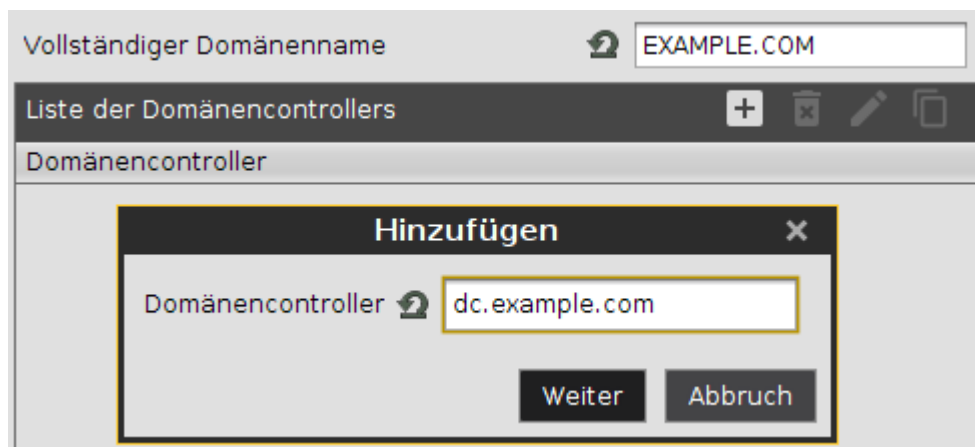 Vollständiger Domänenname EXAMPLE.COM
Liste der Domänencontrollers
Domänencontroller
Hinzufügen
Domänencontroller dc.example.com
Weiter Abbruch